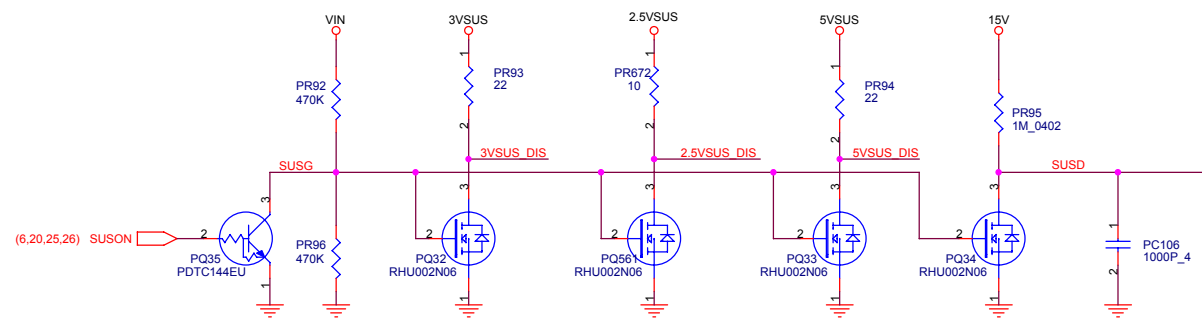 VIN
3VSUS
2.5VSUS
5VSUS
15V
1
1
1
PR92
470K
PR93
22
PR672
10
PR94
22
PR95
1M_0402
2
2
2
3VSUS_DIS
2.5VSUS_DIS
5VSUS_DIS
SUSG
SUSD
3
3
3
3
3
(6,20,25,26) SUSON
2
2
2
2
2
1
PQ35
PDTC144EU
PR96
470K
PQ32
RHU002N06
PQ561
RHU002N06
PQ33
RHU002N06
PQ34
RHU002N06
PC106
1000P_4
1
1
1
1
1
2